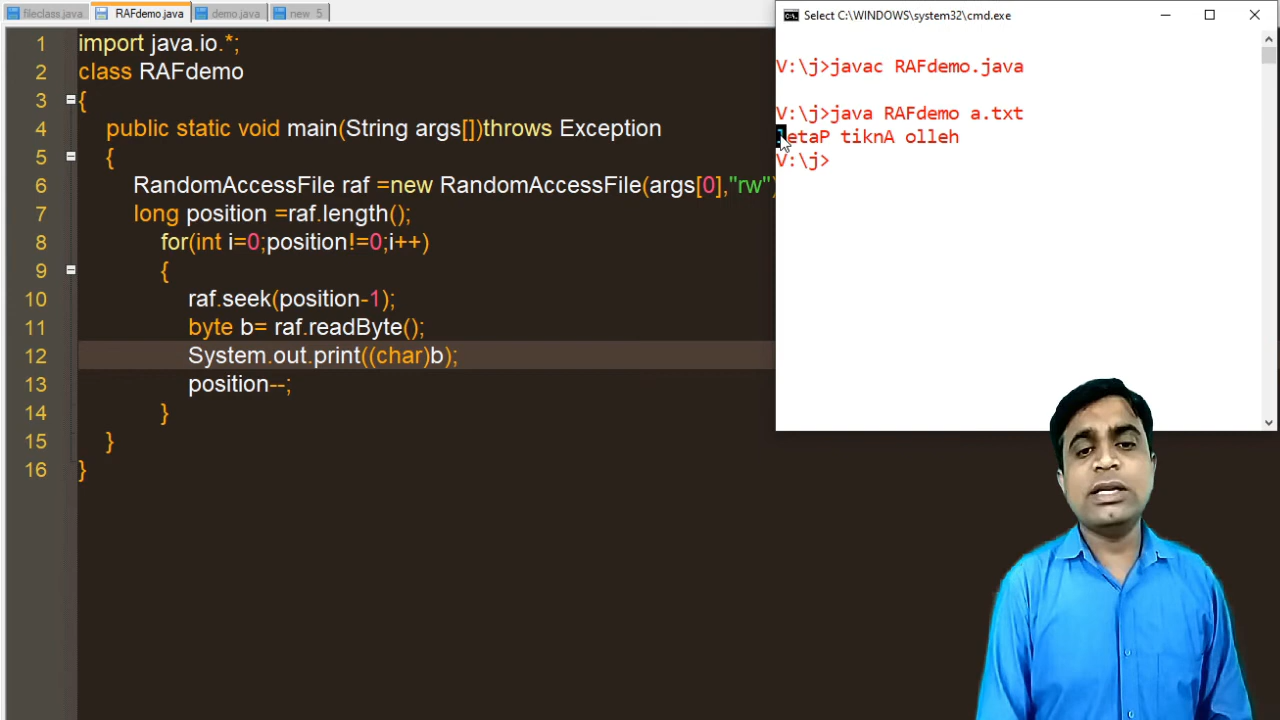 fileclass.java RAFdemo.java demo.java new 5
1 import java.io.*;
2 class RAFdemo
3 {
4 public static void main(String args[])throws Exception
5 {
6 RandomAccessFile raf =new RandomAccessFile(args[0],"rw")
7 long position =raf.length();
8 for(int i=0;position!=0;i++)
9 {
10 raf.seek(position-1);
11 byte b= raf.readByte();
12 System.out.print((char)b);
13 position--;
14 }
15 }
16 }
Select C:\WINDOWS\system32\cmd.exe
V:\j>javac RAFdemo.java
V:\j>java RAFdemo a.txt
tiknA olleh
V:\j>